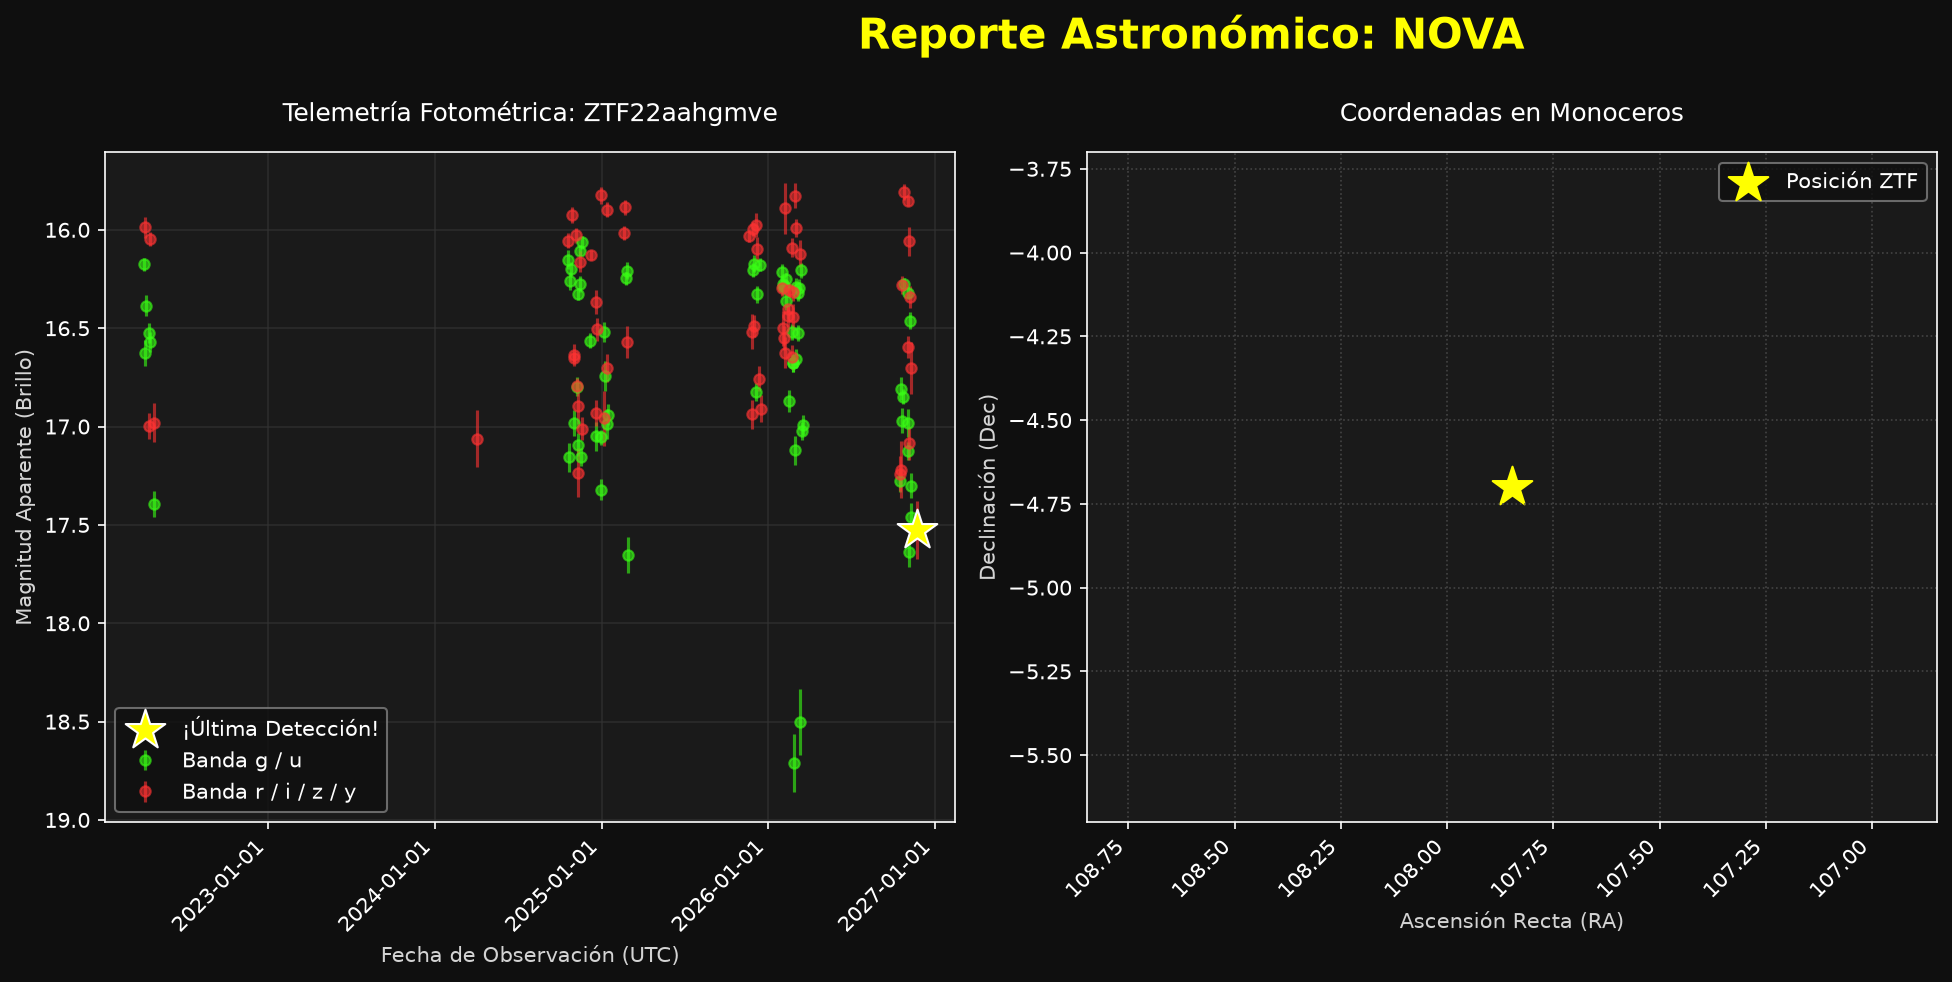 Reporte Astronómico: NOVA
Telemetría Fotométrica: ZTF22aahgmve
Magnitud Aparente (Brillo)
16.0
16.5
17.0
17.5
18.0
18.5
19.0
¡Última Detección!
Banda g / u
Banda r / i / z / y
2023-01-01
2024-01-01
2025-01-01
2026-01-01
2027-01-01
Fecha de Observación (UTC)
Coordenadas en Monoceros
Posición ZTF
Declinación (Dec)
−3.75
−4.00
−4.25
−4.50
−4.75
−5.00
−5.25
−5.50
108.75
108.50
108.25
108.00
107.75
107.50
107.25
107.00
Ascensión Recta (RA)